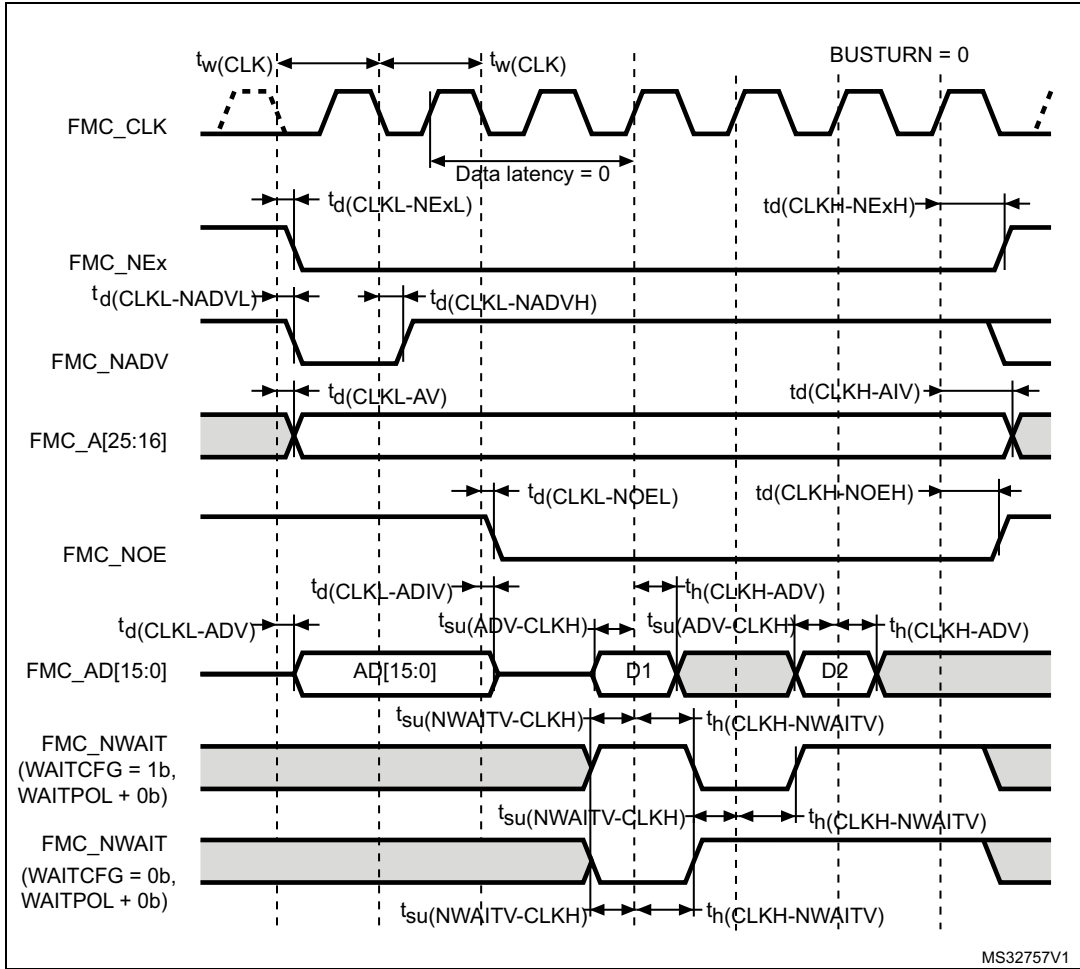 BUSTURN = 0
tw(CLK) tw(CLK)
FMC_CLK
Data latency = 0
td(CLKL-NExL) td(CLKH-NExH)
FMC_NEx
td(CLKL-NADVL) td(CLKL-NADVH)
FMC_NADV
td(CLKL-AV) td(CLKH-AIV)
FMC_A[25:16]
td(CLKL-NOEL) td(CLKH-NOEH)
FMC_NOE
td(CLKL-ADIV) th(CLKH-ADV)
td(CLKL-ADV) tsu(ADV-CLKH) tsu(ADV-CLKH) th(CLKH-ADV)
FMC_AD[15:0] AD[15:0] D1 D2
tsu(NWAITV-CLKH) th(CLKH-NWAITV)
FMC_NWAIT
(WAITCFG = 1b,
WAITPOL + 0b)
tsu(NWAITV-CLKH) th(CLKH-NWAITV)
FMC_NWAIT
(WAITCFG = 0b,
WAITPOL + 0b)
tsu(NWAITV-CLKH) th(CLKH-NWAITV)
MS32757V1